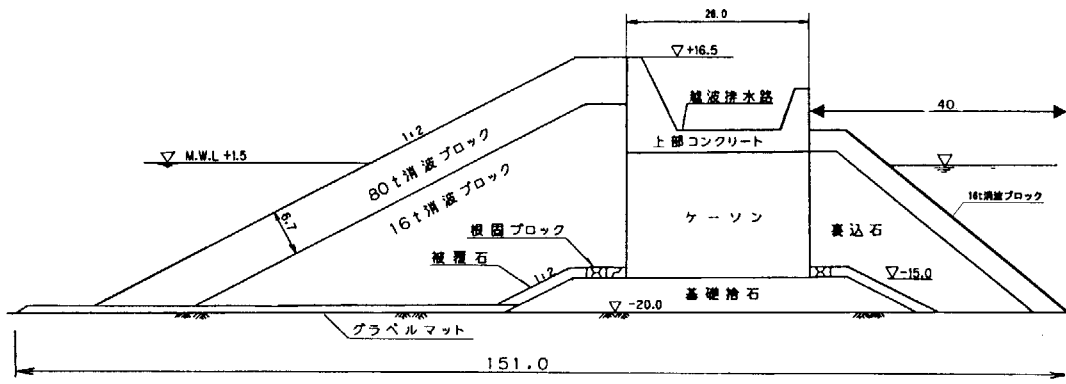 26.0
▽+16.5
越波排水路
40
1:2
上部コンクリート
▽ M.W.L +1.5
▽
80t消波ブロック
16t消波ブロック
16t消波ブロック
6.7
ケーソン
根固ブロック
裏込石
被覆石
1:2
▽-15.0
基礎捨石
▽-20.0
グラベルマット
151.0